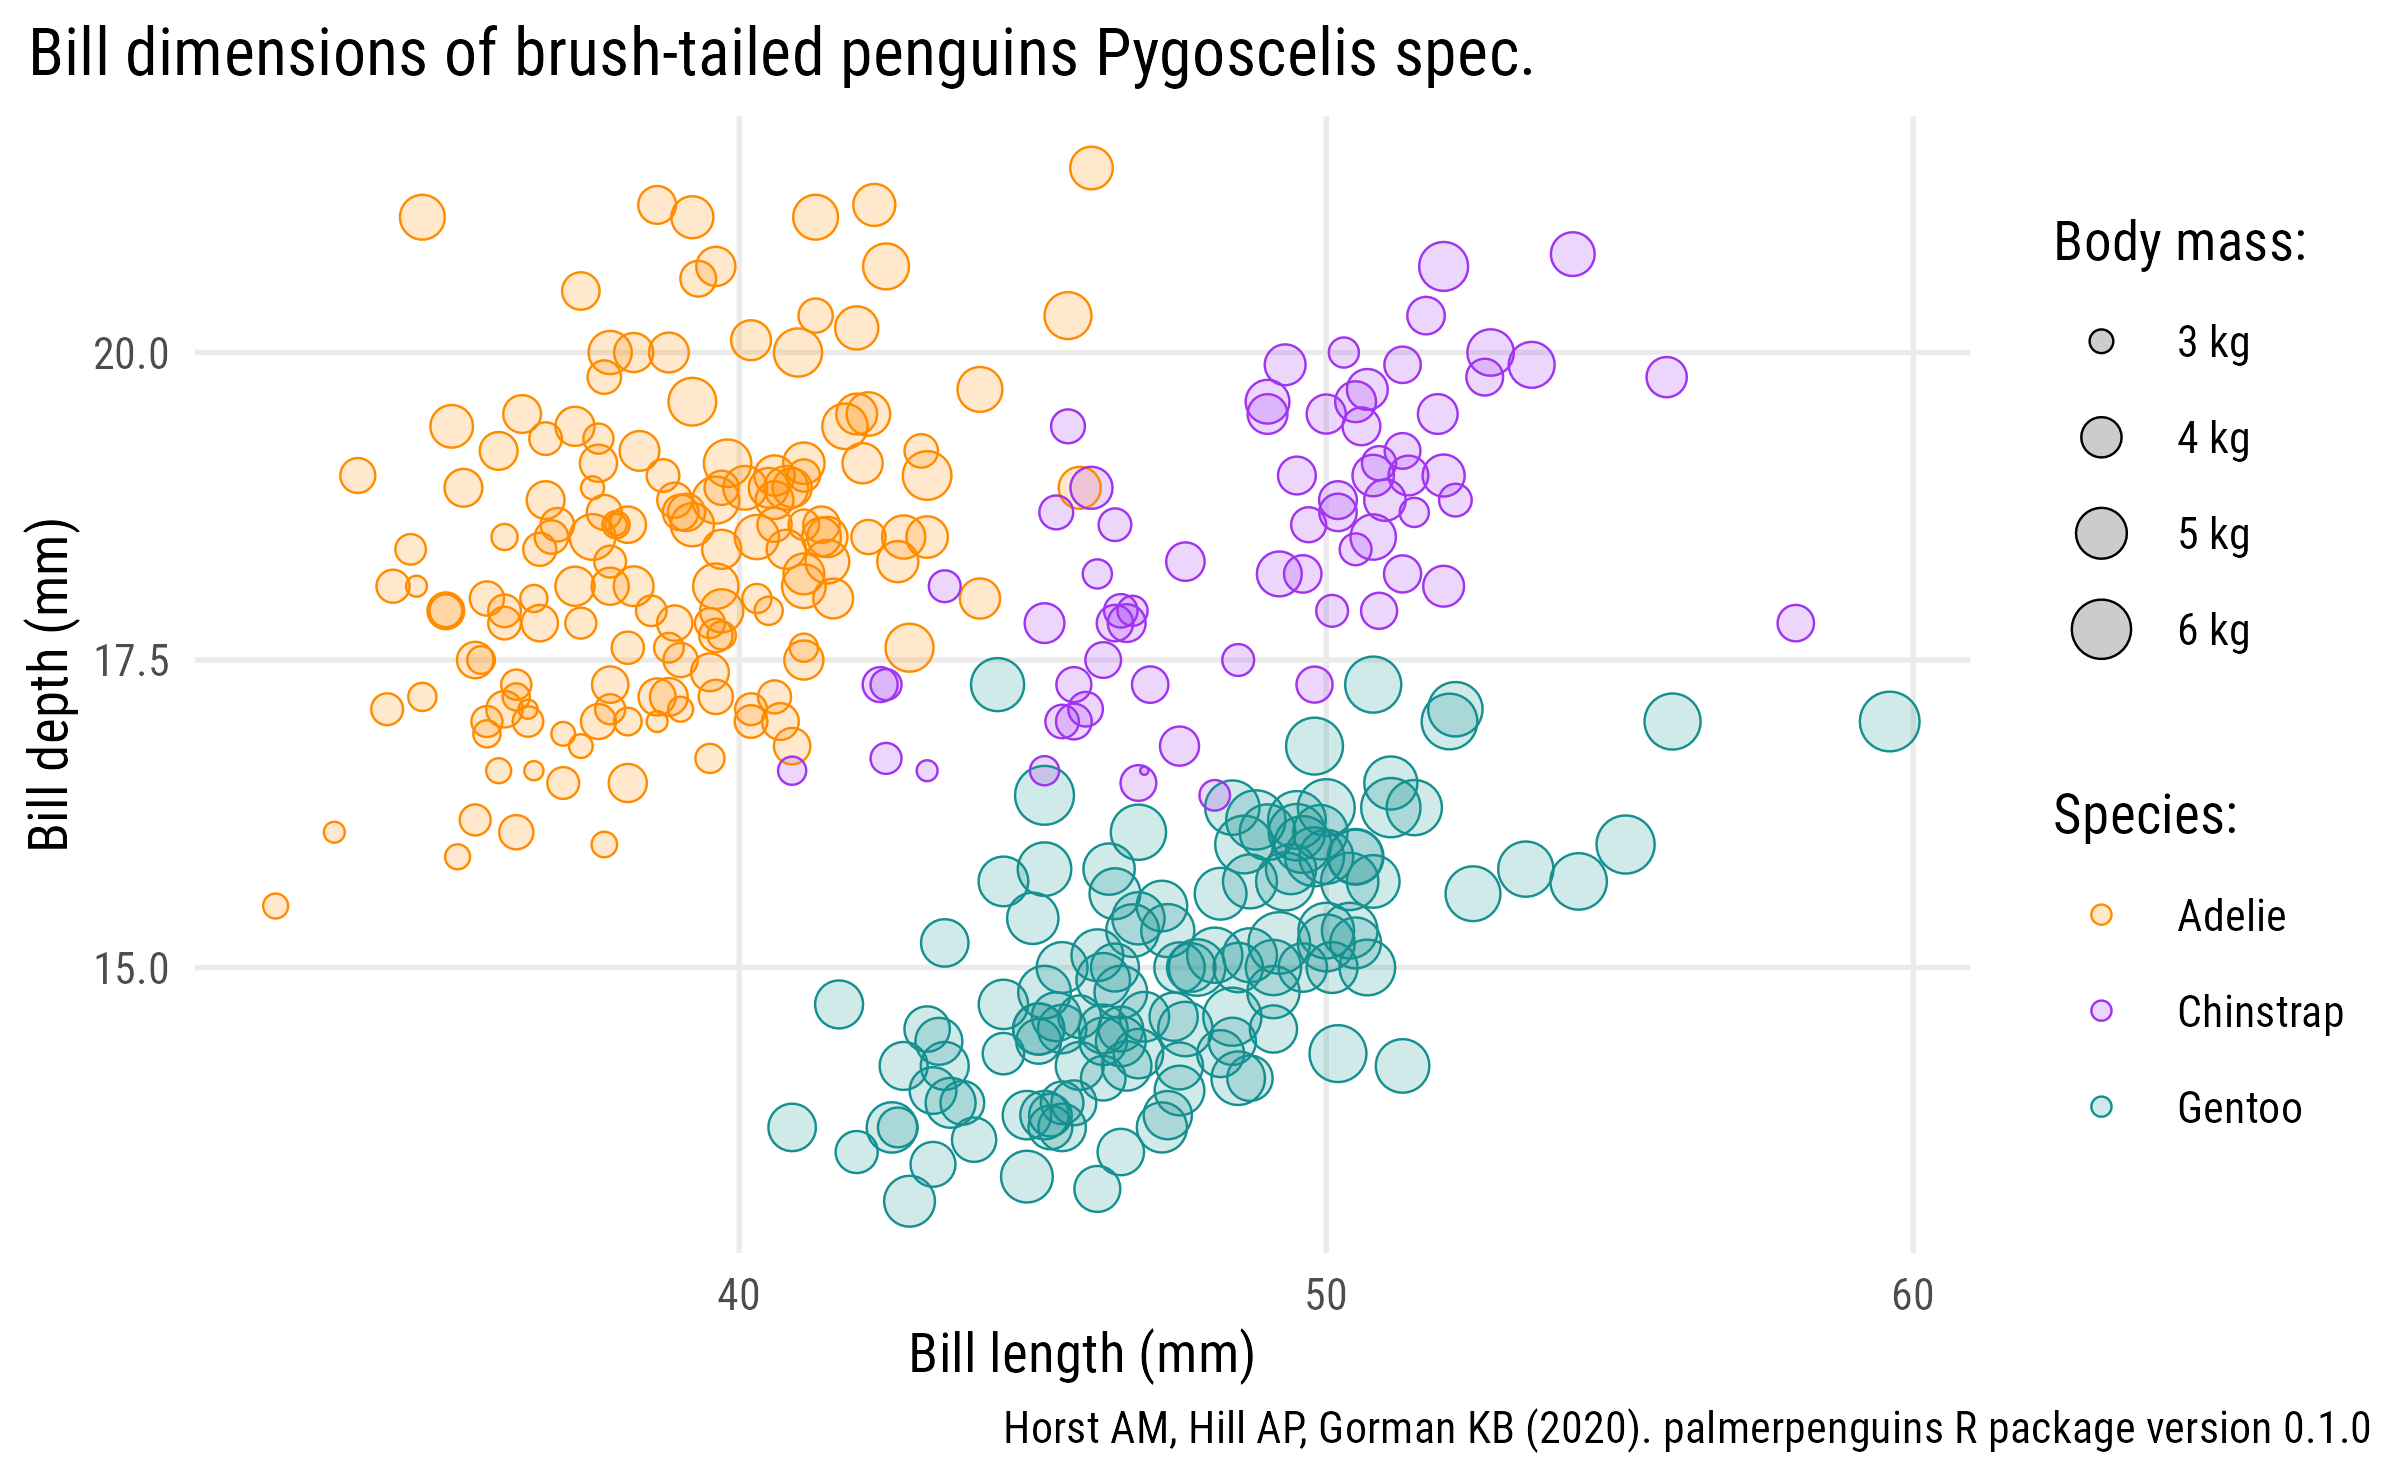 Bill dimensions of brush-tailed penguins Pygoscelis spec.
Bill depth (mm)
20.0
17.5
15.0
40
50
60
Bill length (mm)
Body mass:
3 kg
4 kg
5 kg
6 kg
Species:
Adelie
Chinstrap
Gentoo
Horst AM, Hill AP, Gorman KB (2020). palmerpenguins R package version 0.1.0